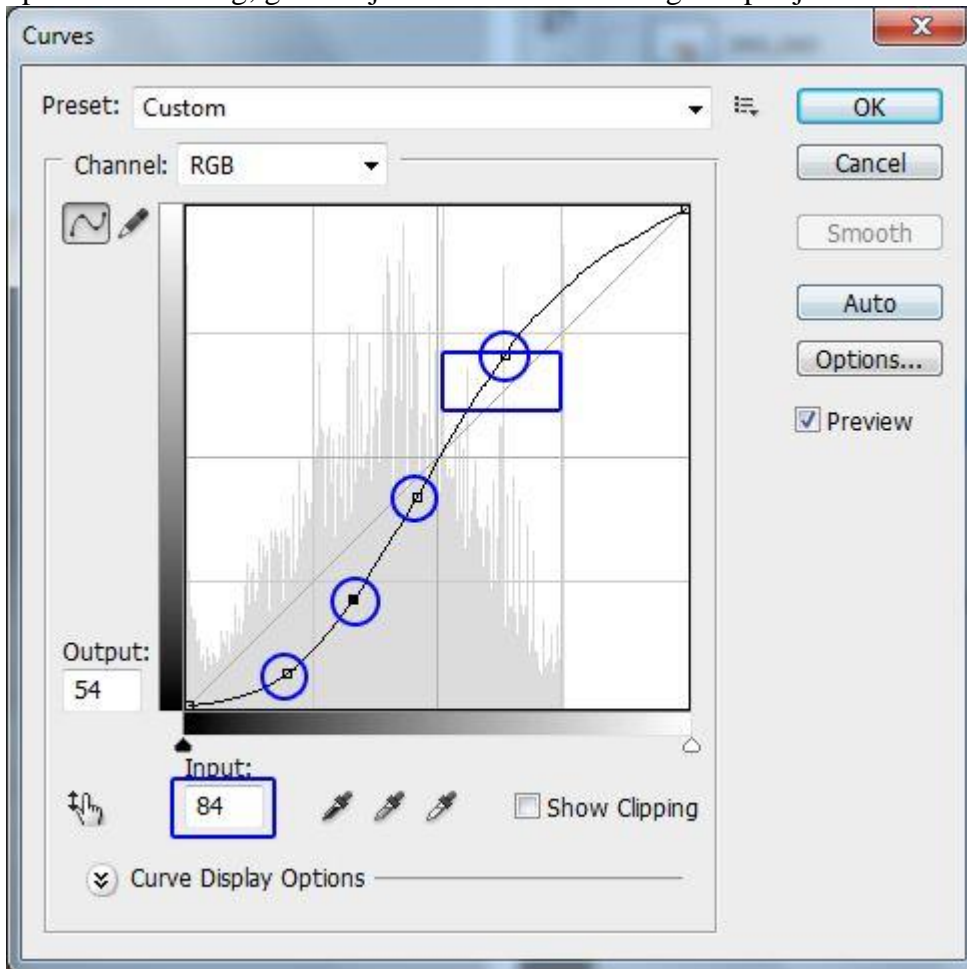 Curves
Preset: Custom
OK
Channel: RGB
Cancel
Smooth
Auto
Options...
Preview
Output:
54
Input:
84
Show Clipping
Curve Display Options